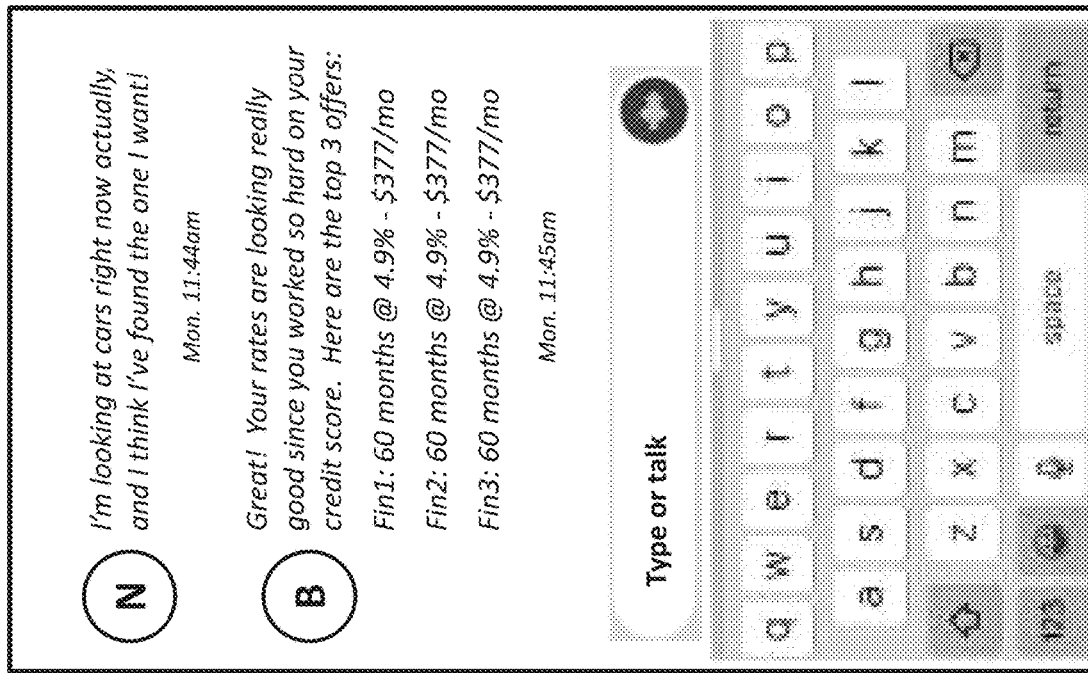 N
I'm looking at cars right now actually,
and I think I've found the one I want!
Mon. 11:44am
B
Great! Your rates are looking really
good since you worked so hard on your
credit score. Here are the top 3 offers:
Fin1: 60 months @ 4.9% - $377/mo
Fin2: 60 months @ 4.9% - $377/mo
Fin3: 60 months @ 4.9% - $377/mo
Mon. 11:45am
Type or talk
q w e r t y u i o p
a s d f g h j k l
z x c v b n m
123 space return